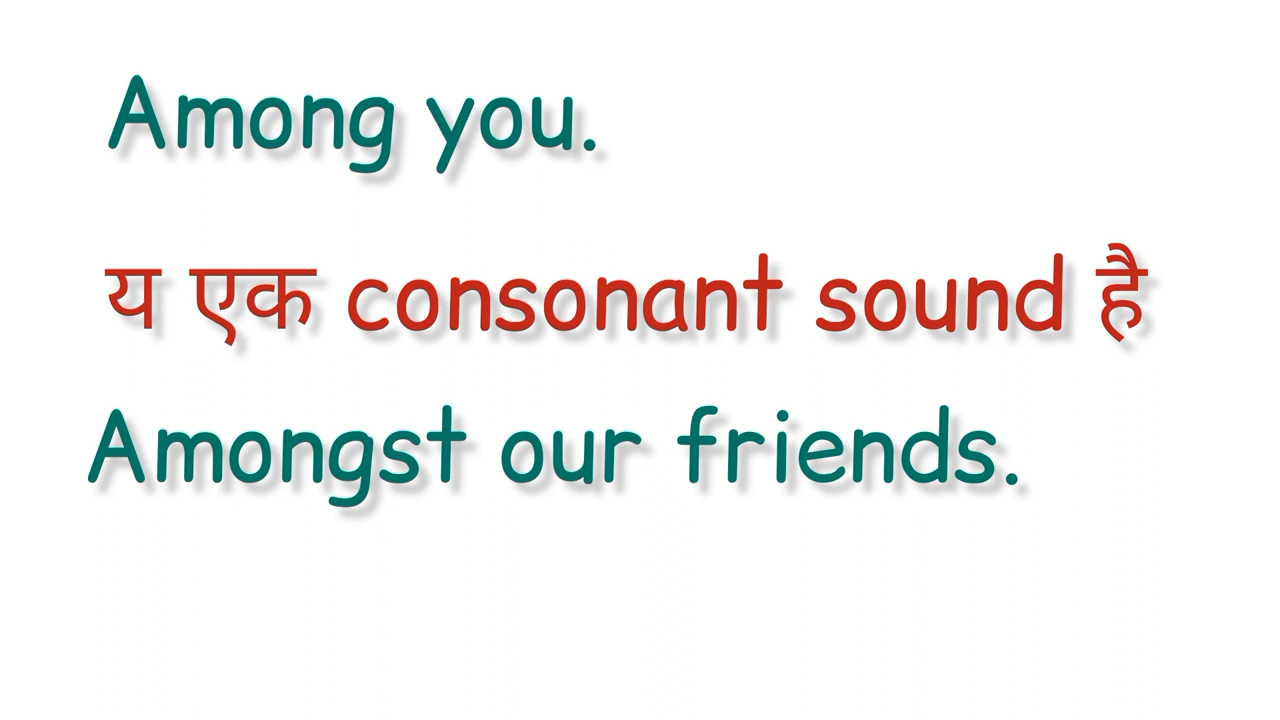 Among you.
य एक consonant sound है
Amongst our friends.